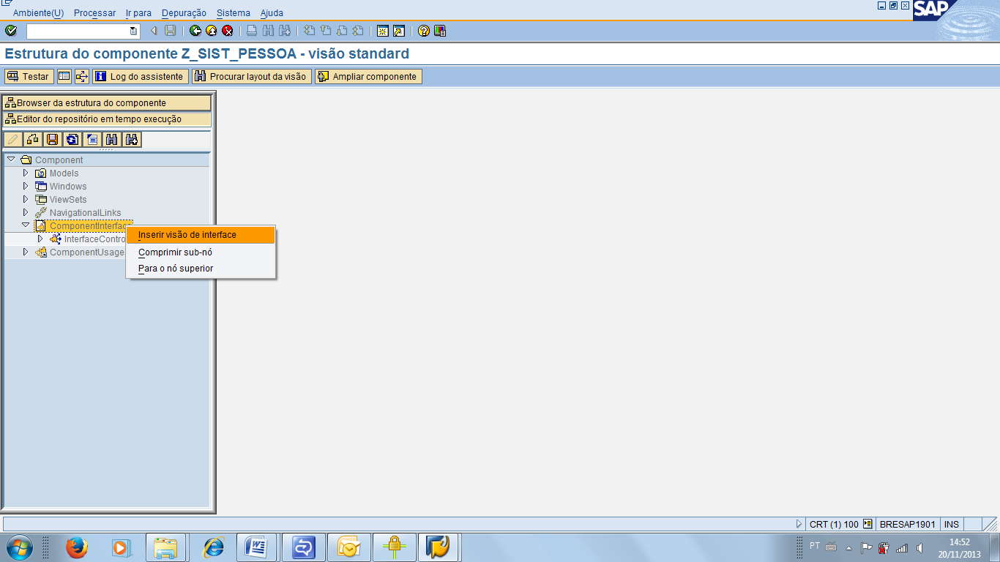 Ambiente(U) Processar Ir para Depuração Sistema Ajuda
SAP
Estrutura do componente Z_SIST_PESSOA - visão standard
Testar Log do assistente Procurar layout da visão Ampliar componente
Browser da estrutura do componente
Editor do repositório em tempo execução
Component
Models
Windows
ViewSets
NavigationalLinks
ComponentInterface
Inserir visão de interface
InterfaceContro
Comprimir sub-nó
ComponentUsage
Para o nó superior
CRT (1) 100 BRESAP1901 INS
PT 14:52
20/11/2013